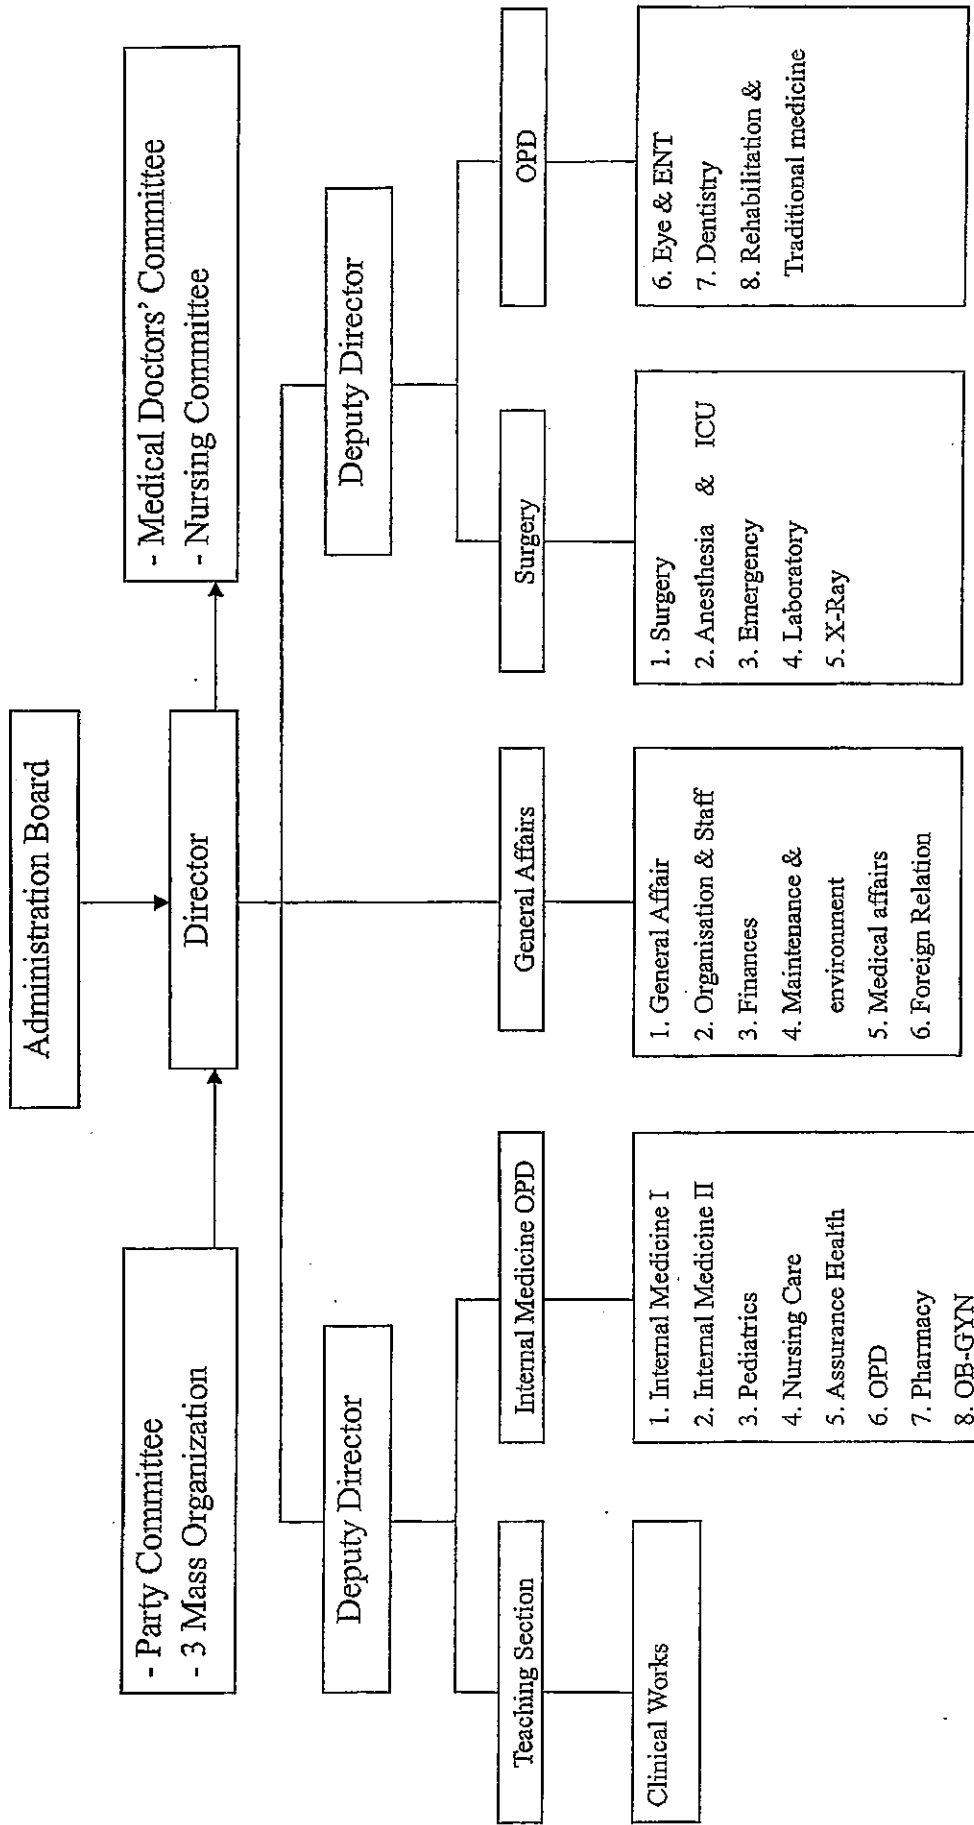 Administration Board
- Party Committee
- 3 Mass Organization
Director
- Medical Doctors' Committee
- Nursing Committee
Deputy Director
Deputy Director
Teaching Section
Internal Medicine OPD
General Affairs
Surgery
OPD
Clinical Works
1. Internal Medicine I
2. Internal Medicine II
3. Pediatrics
4. Nursing Care
5. Assurance Health
6. OPD
7. Pharmacy
8. OB-GYN
1. General Affair
2. Organisation & Staff
3. Finances
4. Maintenance &
environment
5. Medical affairs
6. Foreign Relation
1. Surgery
2. Anesthesia & ICU
3. Emergency
4. Laboratory
5. X-Ray
6. Eye & ENT
7. Dentistry
8. Rehabilitation &
Traditional medicine